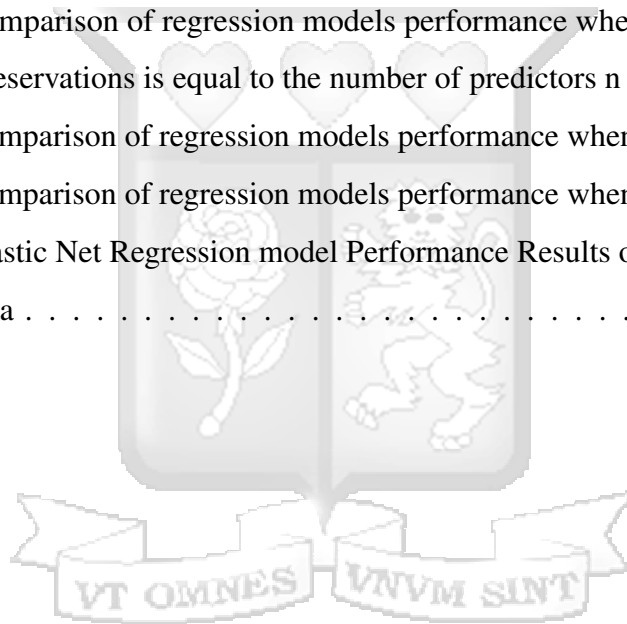 mparison of regression models performance whe
servations is equal to the number of predictors n
mparison of regression models performance when
mparison of regression models performance when
astic Net Regression model Performance Results o
a . . . . . . . . . . . . . . . . . . . . . . . . . .
VT OMNES VNVM SINT